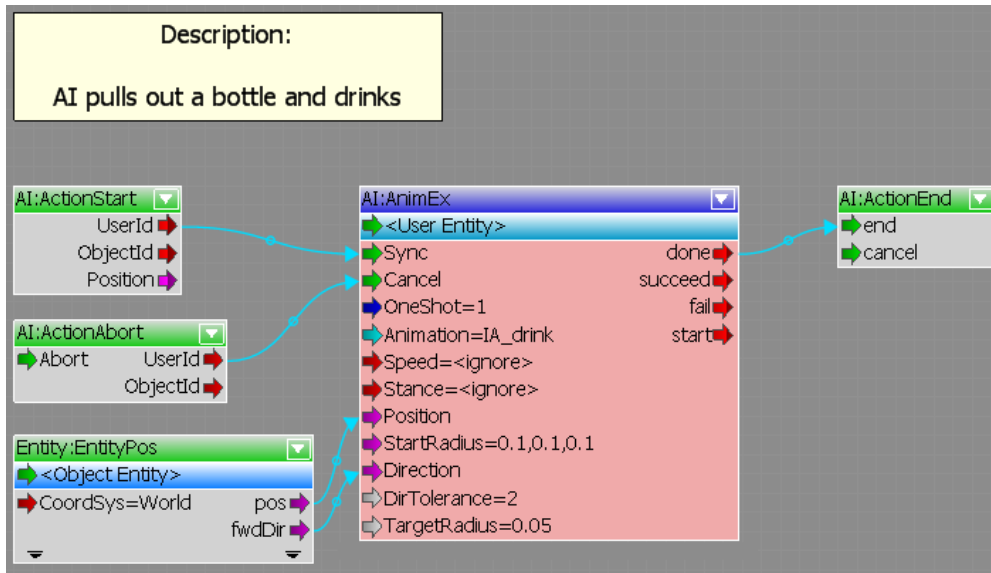 Description:
AI pulls out a bottle and drinks
AI:ActionStart
UserId
ObjectId
Position
AI:ActionAbort
Abort UserId
ObjectId
Entity:EntityPos
<Object Entity>
CoordSys=World pos
fwdDir
AI:AnimEx
<User Entity>
Sync done
Cancel succeed
OneShot=1 fail
Animation=IA_drink start
Speed=<ignore>
Stance=<ignore>
Position
StartRadius=0.1,0.1,0.1
Direction
DirTolerance=2
TargetRadius=0.05
AI:ActionEnd
end
cancel